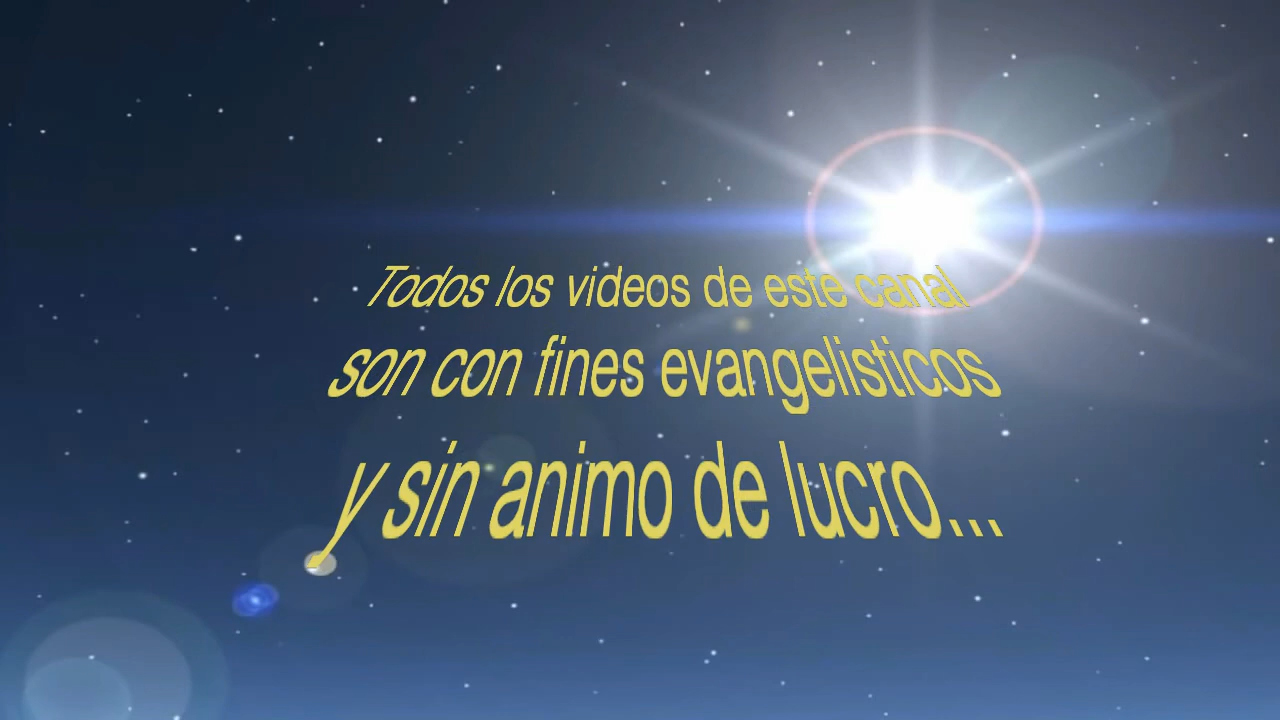 Todos los videos de este canal
son con fines evangelisticos
y sin animo de lucro...